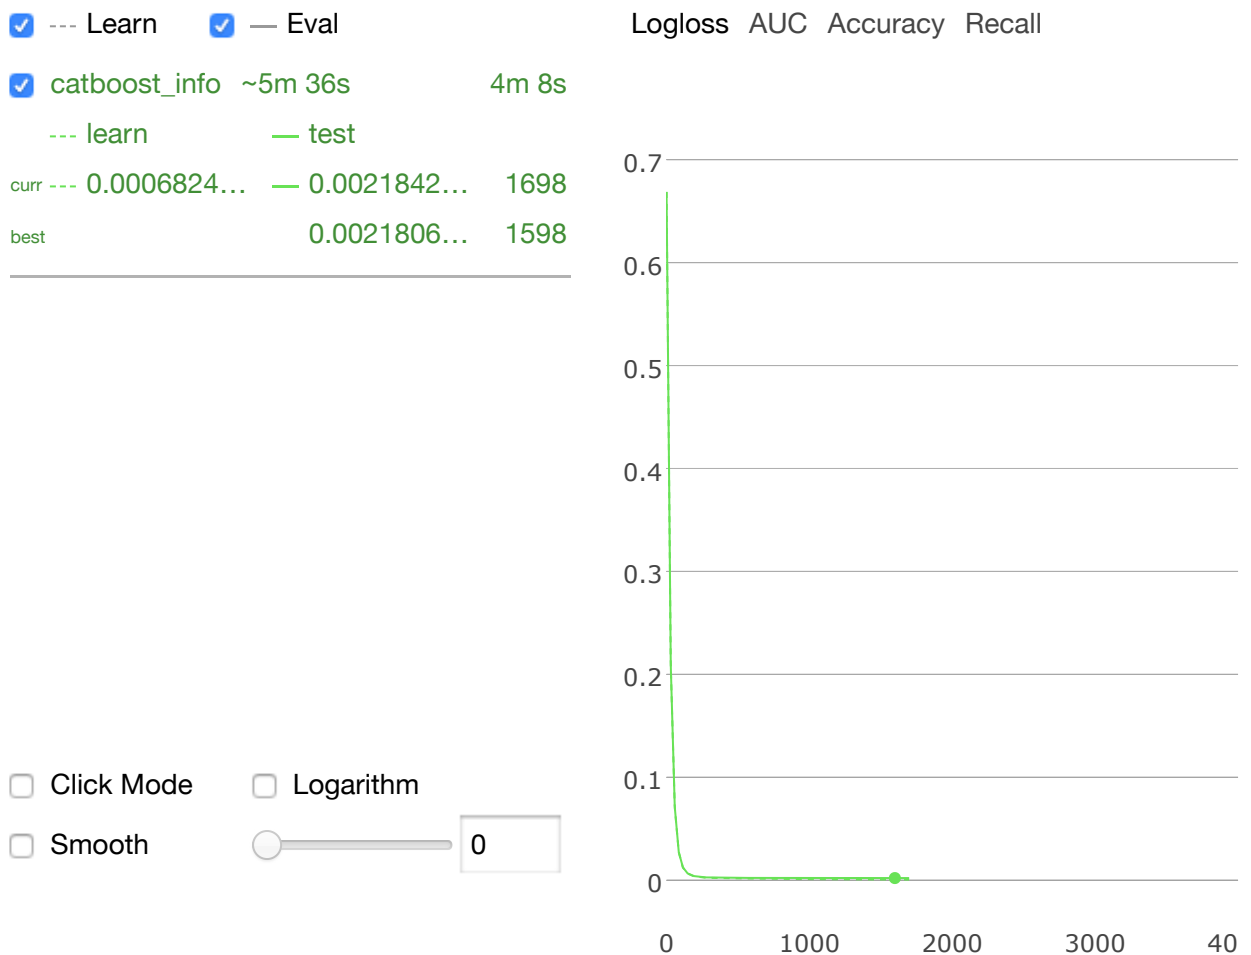 Learn Eval
catboost_info ~5m 36s 4m 8s
learn test
curr 0.0006824... 0.0021842... 1698
best 0.0021806... 1598
Click Mode Logarithm
Smooth 0
Logloss AUC Accuracy Recall
0.7
0.6
0.5
0.4
0.3
0.2
0.1
0
0 1000 2000 3000 40